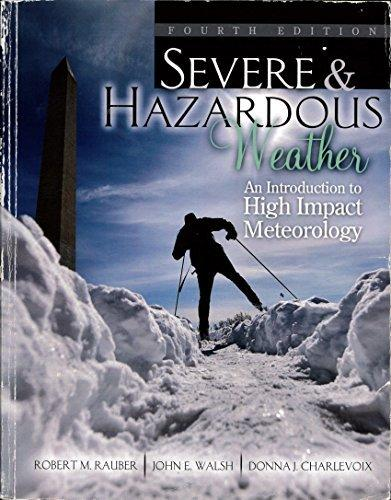 FOURTH EDITION
SEVERE &
HAZARDOUS
Weather
An Introduction to
High Impact
Meteorology
ROBERT M. RAUBER | JOHN E. WALSH | DONNA J. CHARLEVOIX